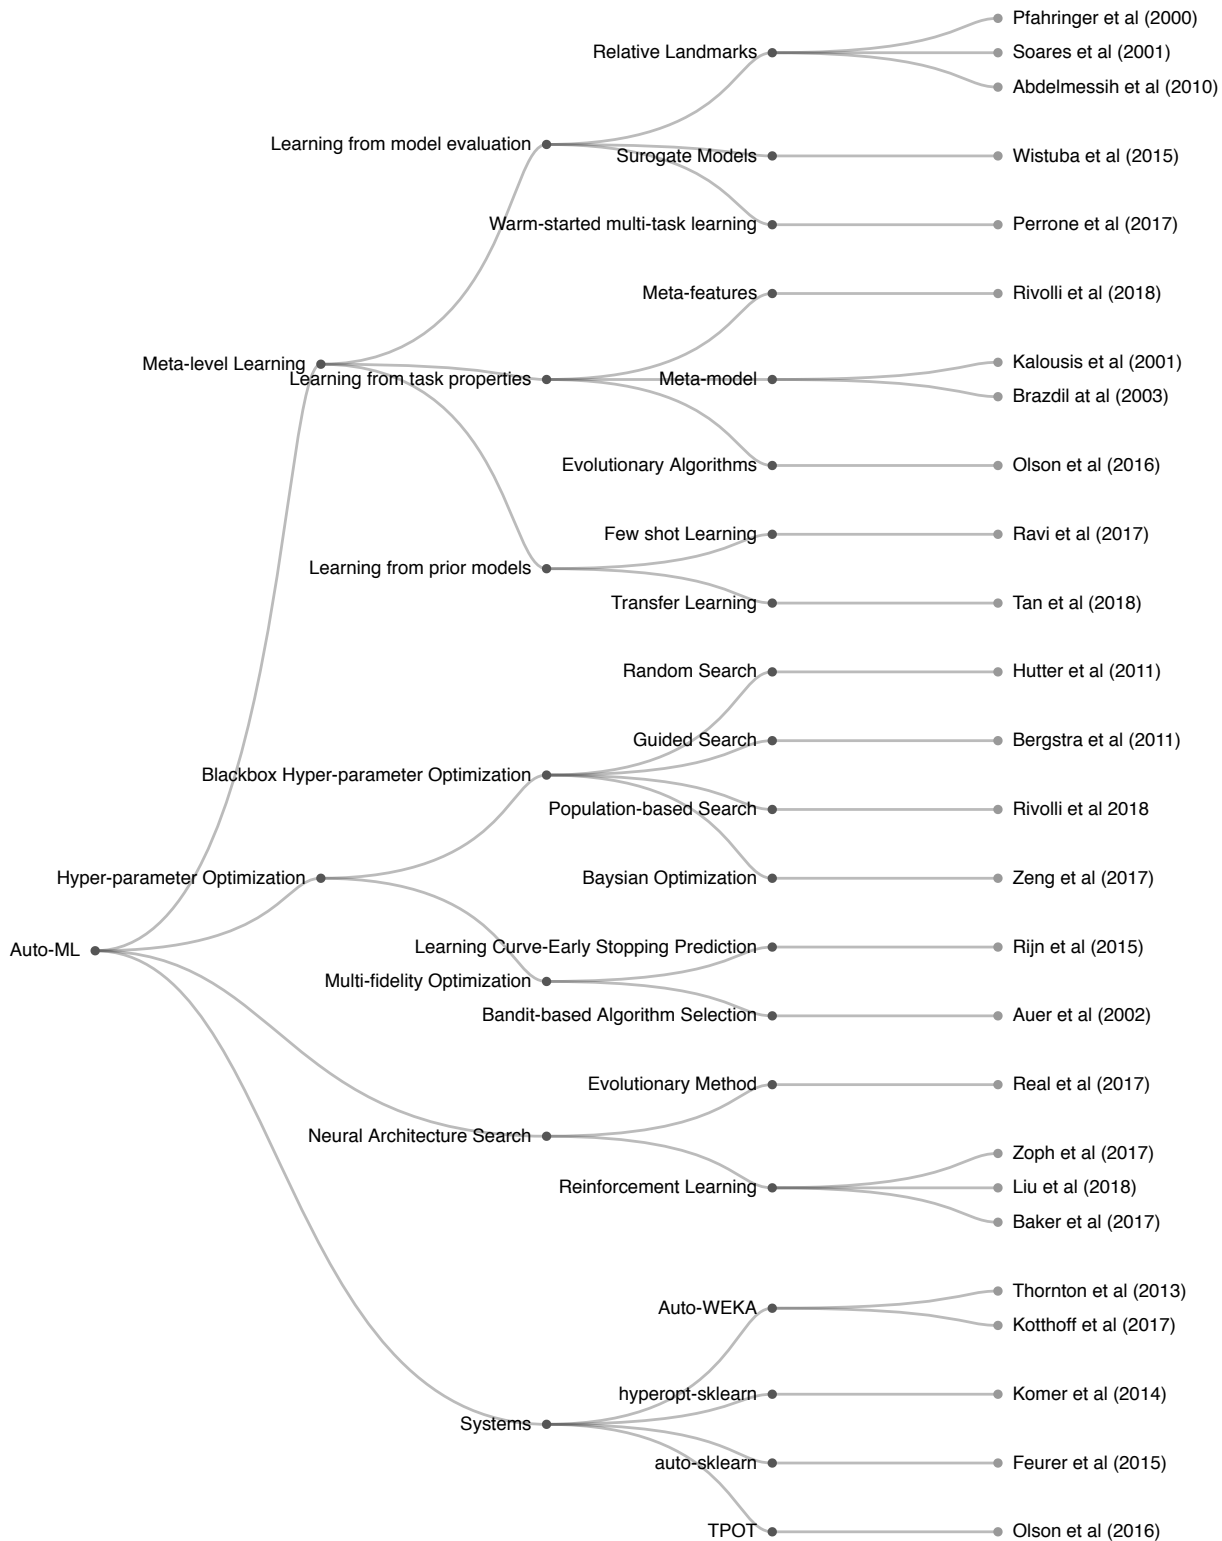 Pfahringer et al (2000)
Relative Landmarks
Soares et al (2001)
Abdelmessih et al (2010)
Learning from model evaluation
Surogate Models
Wistuba et al (2015)
Warm-started multi-task learning
Perrone et al (2017)
Meta-features
Rivolli et al (2018)
Meta-level Learning
Learning from task properties
Meta-model
Kalousis et al (2001)
Brazdil at al (2003)
Evolutionary Algorithms
Olson et al (2016)
Few shot Learning
Ravi et al (2017)
Learning from prior models
Transfer Learning
Tan et al (2018)
Random Search
Hutter et al (2011)
Guided Search
Bergstra et al (2011)
Blackbox Hyper-parameter Optimization
Population-based Search
Rivolli et al 2018
Hyper-parameter Optimization
Baysian Optimization
Zeng et al (2017)
Auto-ML
Learning Curve-Early Stopping Prediction
Rijn et al (2015)
Multi-fidelity Optimization
Bandit-based Algorithm Selection
Auer et al (2002)
Evolutionary Method
Real et al (2017)
Neural Architecture Search
Zoph et al (2017)
Reinforcement Learning
Liu et al (2018)
Baker et al (2017)
Auto-WEKA
Thornton et al (2013)
Kotthoff et al (2017)
hyperopt-sklearn
Komer et al (2014)
Systems
auto-sklearn
Feurer et al (2015)
TPOT
Olson et al (2016)